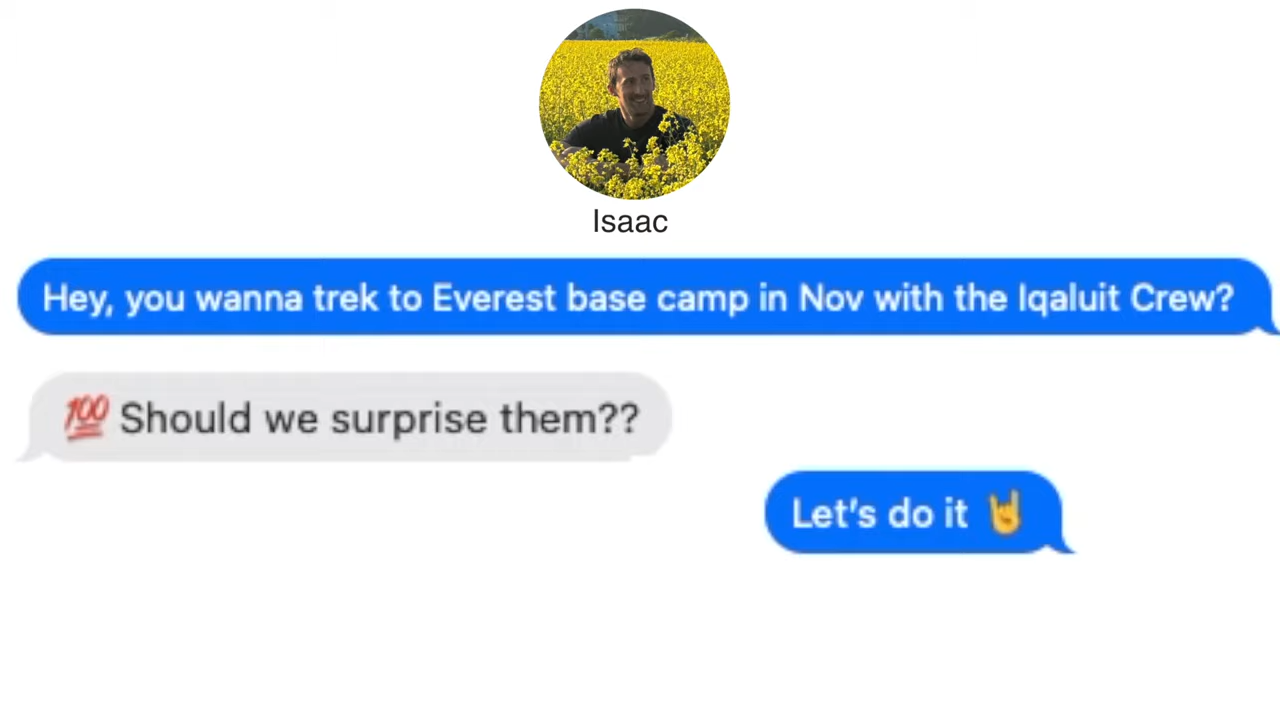 Isaac
Hey, you wanna trek to Everest base camp in Nov with the Iqaluit Crew?
💯 Should we surprise them??
Let's do it 🤘